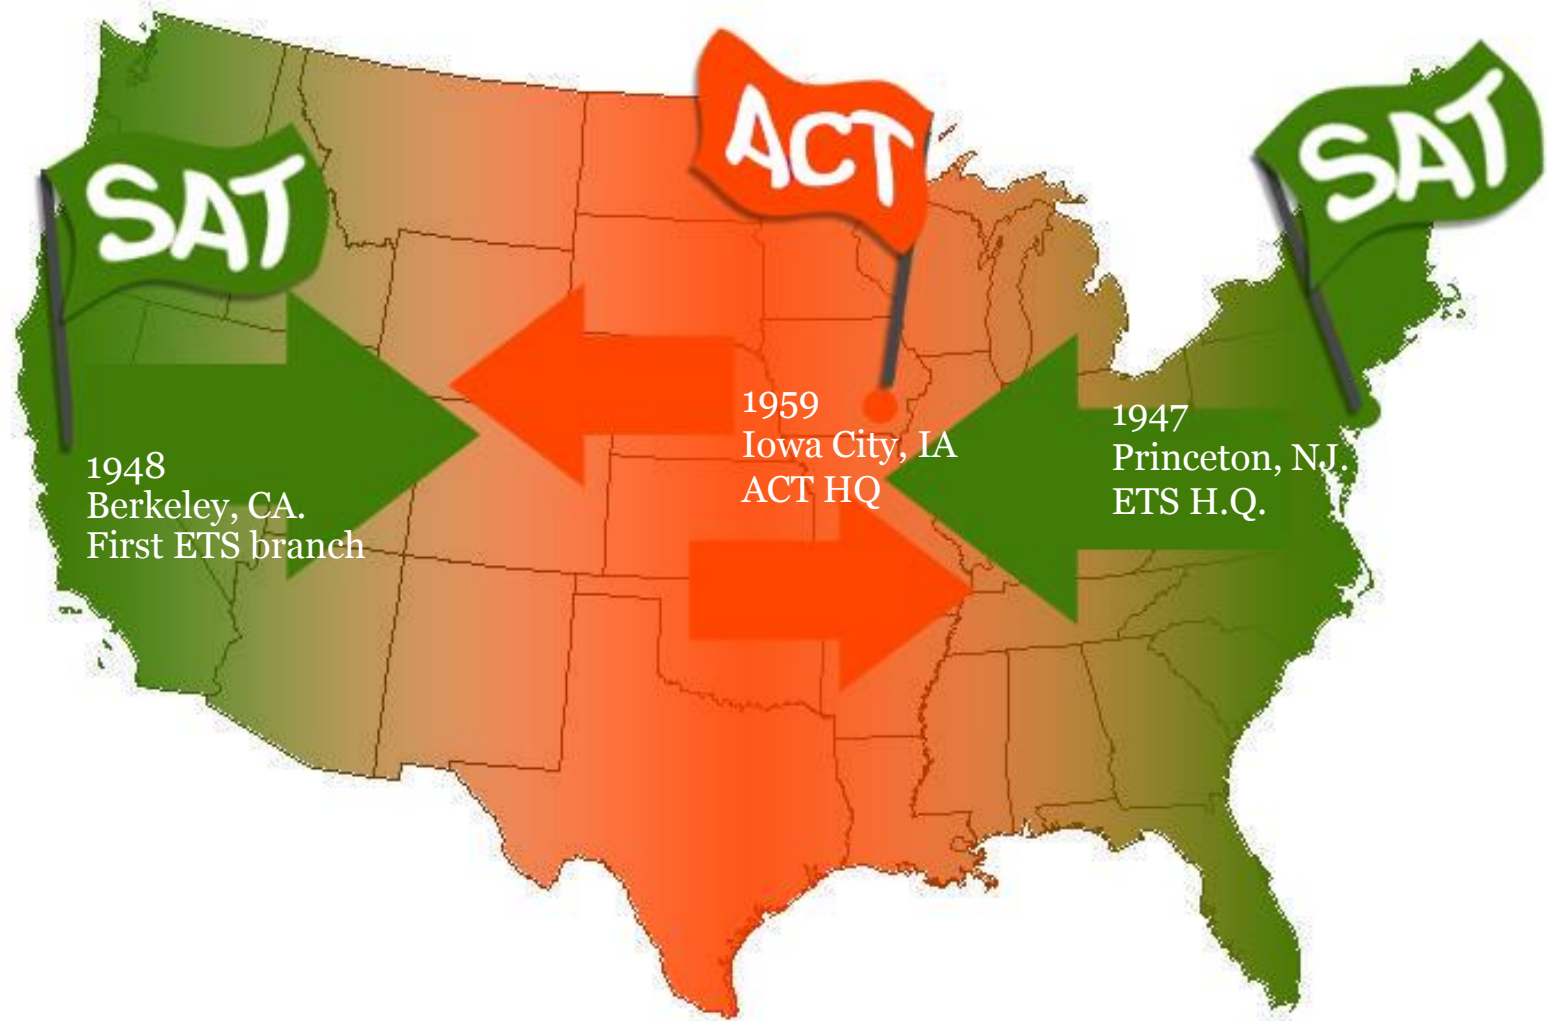 SAT
ACT
SAT
1948
Berkeley, CA.
First ETS branch
1959
Iowa City, IA
ACT HQ
1947
Princeton, NJ.
ETS H.Q.